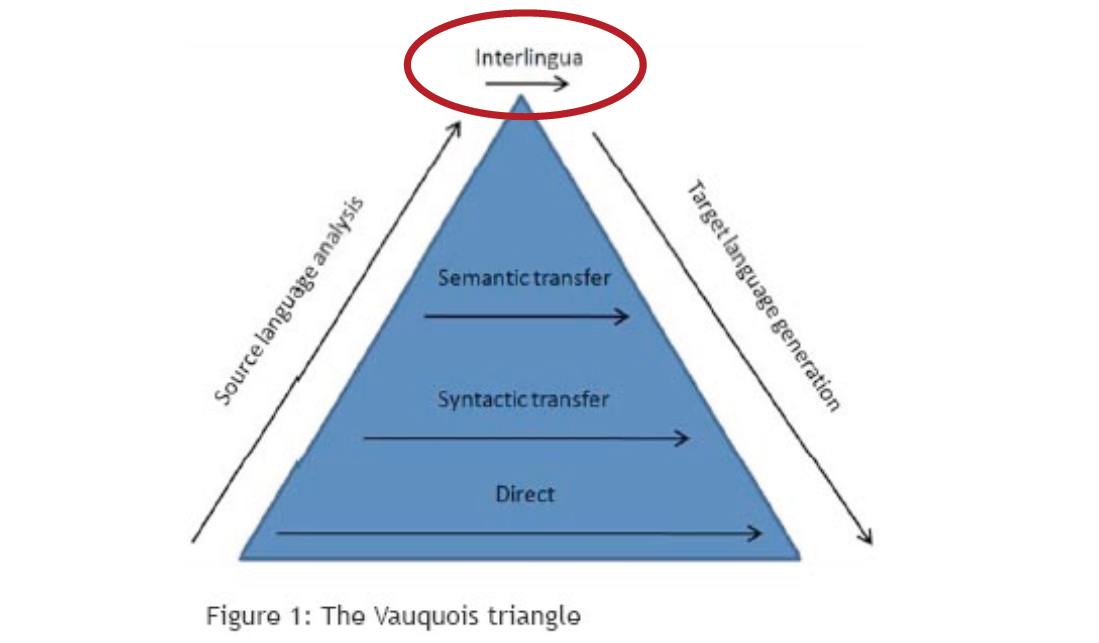 Interlingua
Source language analysis
Target language generation
Semantic transfer
Syntactic transfer
Direct
Figure 1: The Vauquois triangle